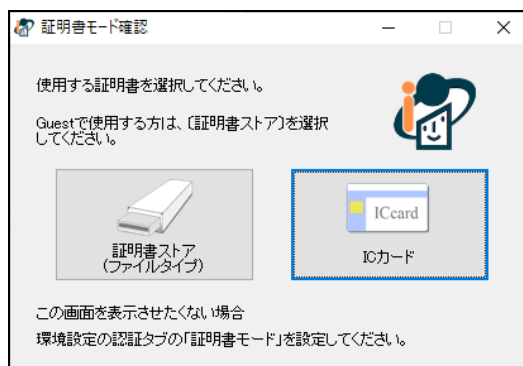 証明書モード確認
使用する証明書を選択してください。
Guestで使用する方は、〔証明書ストア〕を選択
してください。
ICcard
証明書ストア
(ファイルタイプ)
ICカード
この画面を表示させたくない場合
環境設定の認証タブの「証明書モード」を設定してください。